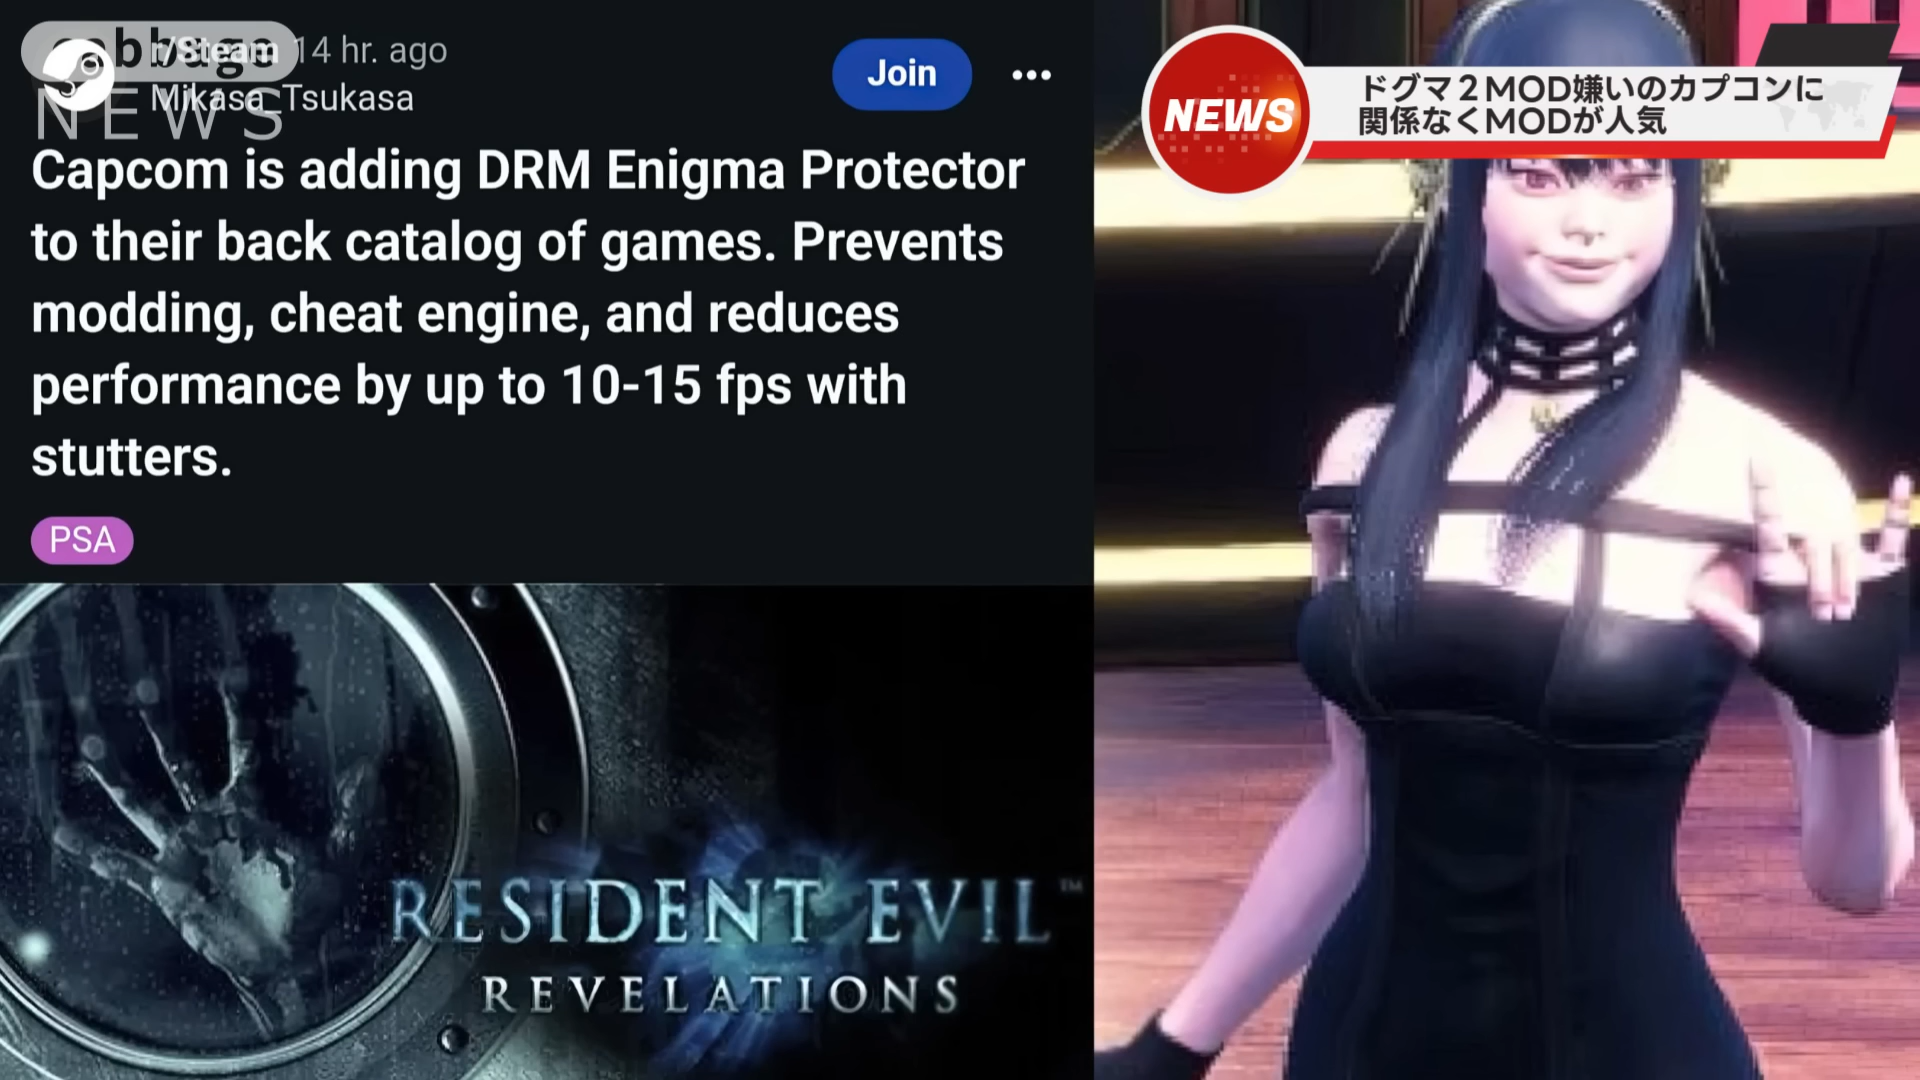 cabbage
NEWS
r/Steam 14 hr. ago
Mikasa_Tsukasa
Join
Capcom is adding DRM Enigma Protector
to their back catalog of games. Prevents
modding, cheat engine, and reduces
performance by up to 10-15 fps with
stutters.
PSA
RESIDENT EVIL™
REVELATIONS
NEWS
ドグマ２MOD嫌いのカプコンに
関係なくMODが人気